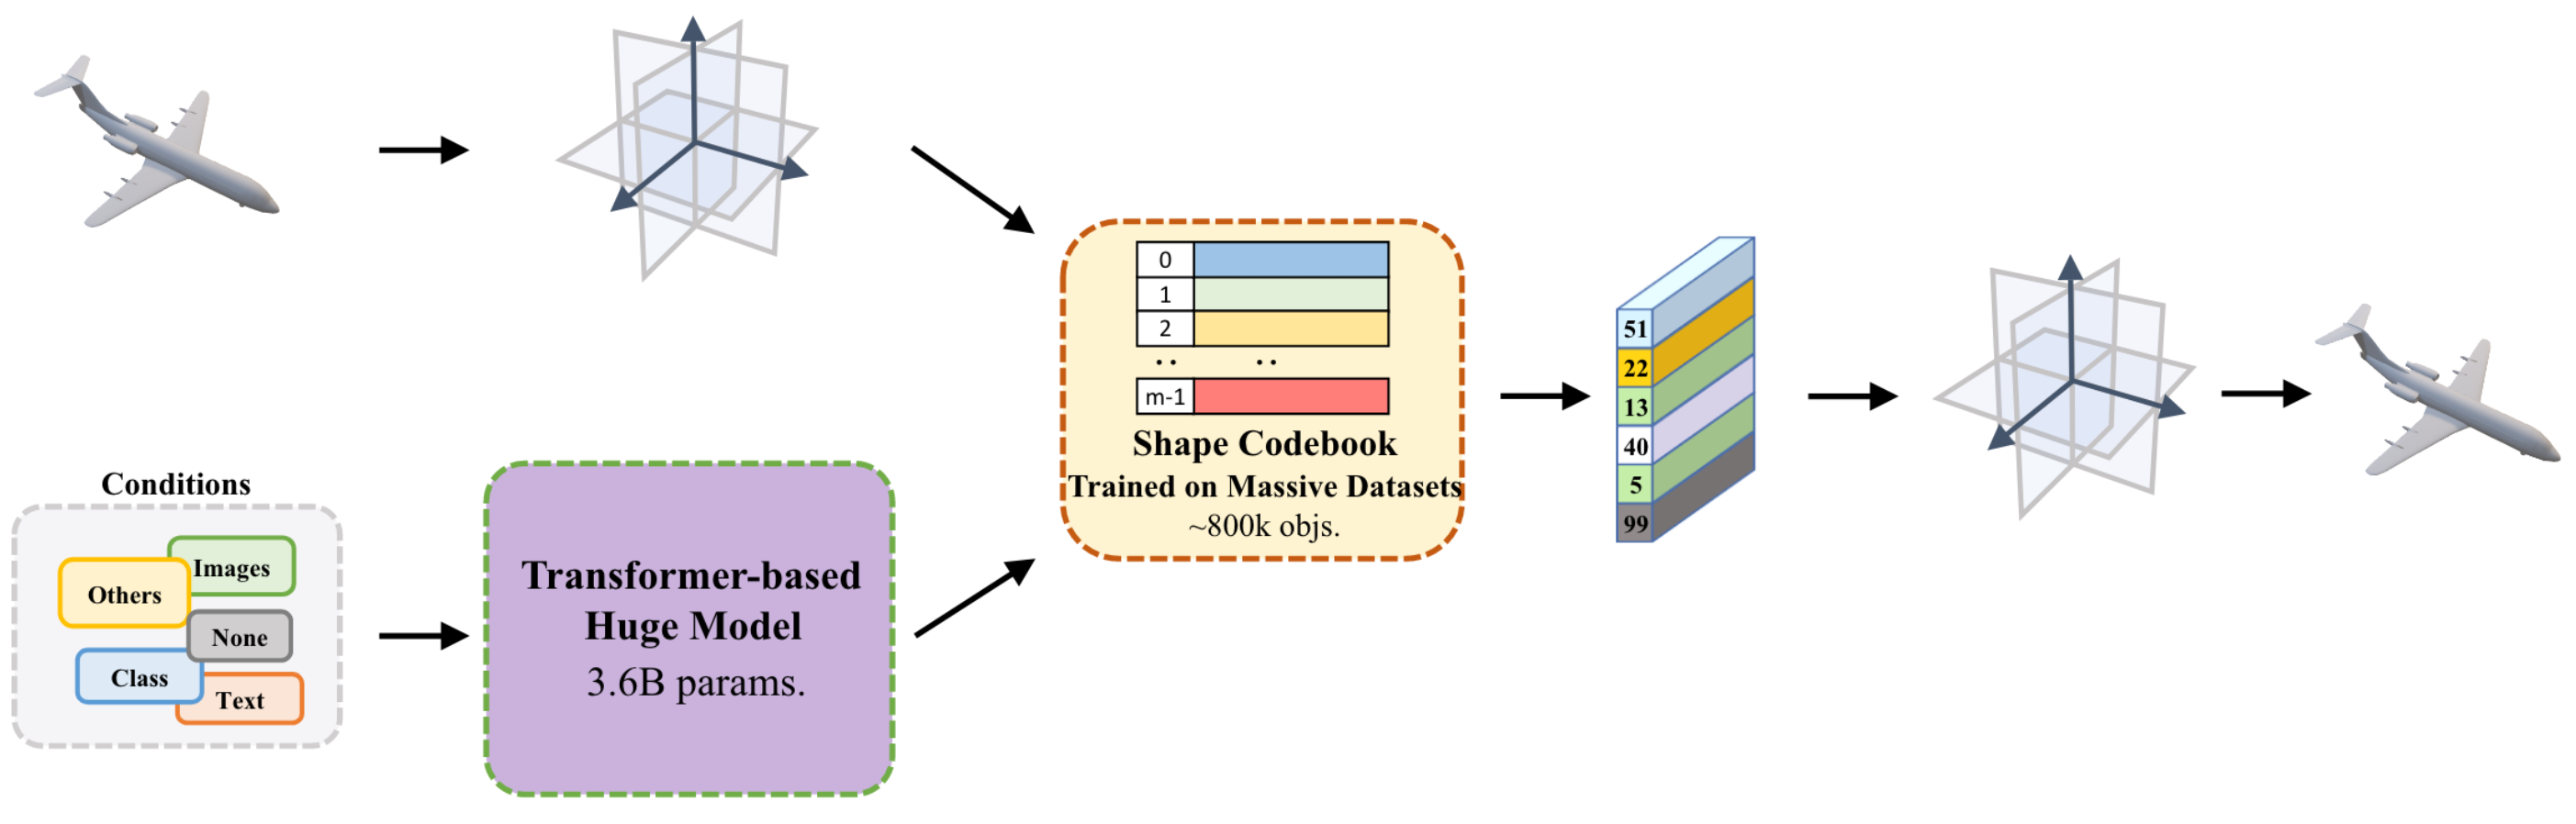 Conditions
Images
Others
None
Class
Text
Transformer-based
Huge Model
3.6B params.
0
1
2
..
..
m-1
Shape Codebook
Trained on Massive Datasets
~800k objs.
51
22
13
40
5
99